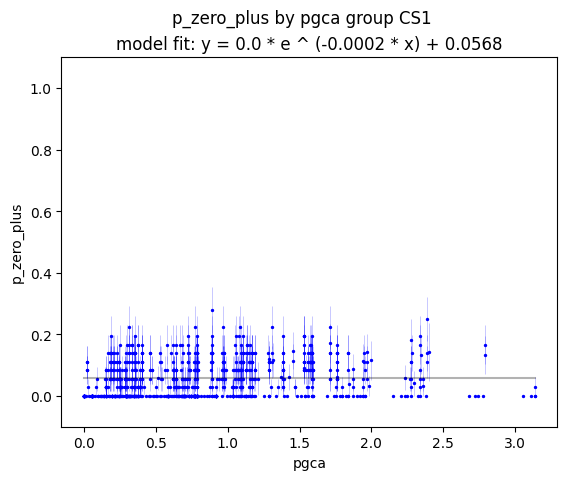 p_zero_plus by pgca group CS1
model fit: y = 0.0 * e ^ (-0.0002 * x) + 0.0568
1.0
0.8
0.6
0.4
0.2
0.0
p_zero_plus
0.0 0.5 1.0 1.5 2.0 2.5 3.0
pgca